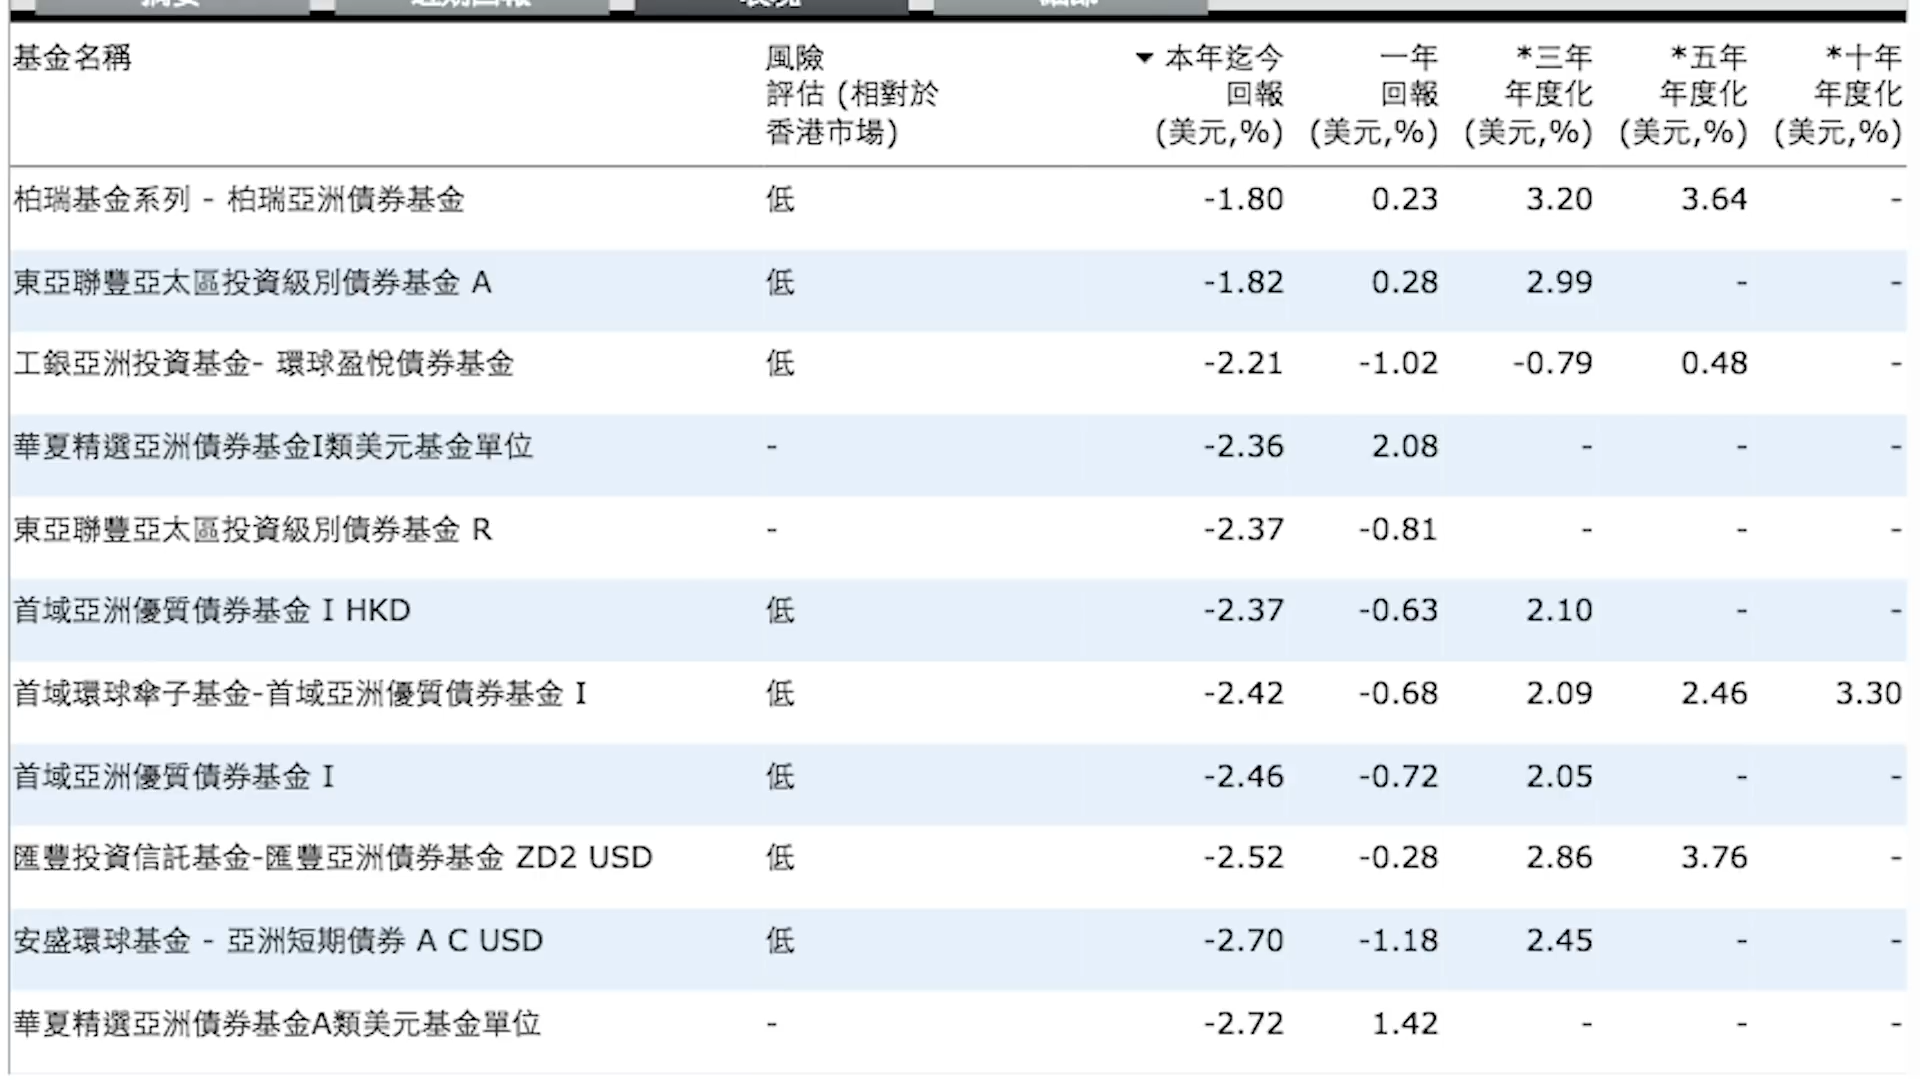 摘要 近期回報 表現 細節
基金名稱 風險 ▼ 本年迄今 一年 *三年 *五年 *十年
評估 (相對於 回報 回報 年度化 年度化 年度化
香港市場) (美元,%) (美元,%) (美元,%) (美元,%) (美元,%)
柏瑞基金系列 - 柏瑞亞洲債券基金 低 -1.80 0.23 3.20 3.64 -
東亞聯豐亞太區投資級別債券基金 A 低 -1.82 0.28 2.99 - -
工銀亞洲投資基金- 環球盈悅債券基金 低 -2.21 -1.02 -0.79 0.48 -
華夏精選亞洲債券基金I類美元基金單位 - -2.36 2.08 - - -
東亞聯豐亞太區投資級別債券基金 R - -2.37 -0.81 - - -
首域亞洲優質債券基金 I HKD 低 -2.37 -0.63 2.10 - -
首域環球傘子基金-首域亞洲優質債券基金 I 低 -2.42 -0.68 2.09 2.46 3.30
首域亞洲優質債券基金 I 低 -2.46 -0.72 2.05 - -
匯豐投資信託基金-匯豐亞洲債券基金 ZD2 USD 低 -2.52 -0.28 2.86 3.76 -
安盛環球基金 - 亞洲短期債券 A C USD 低 -2.70 -1.18 2.45 - -
華夏精選亞洲債券基金A類美元基金單位 - -2.72 1.42 - - -